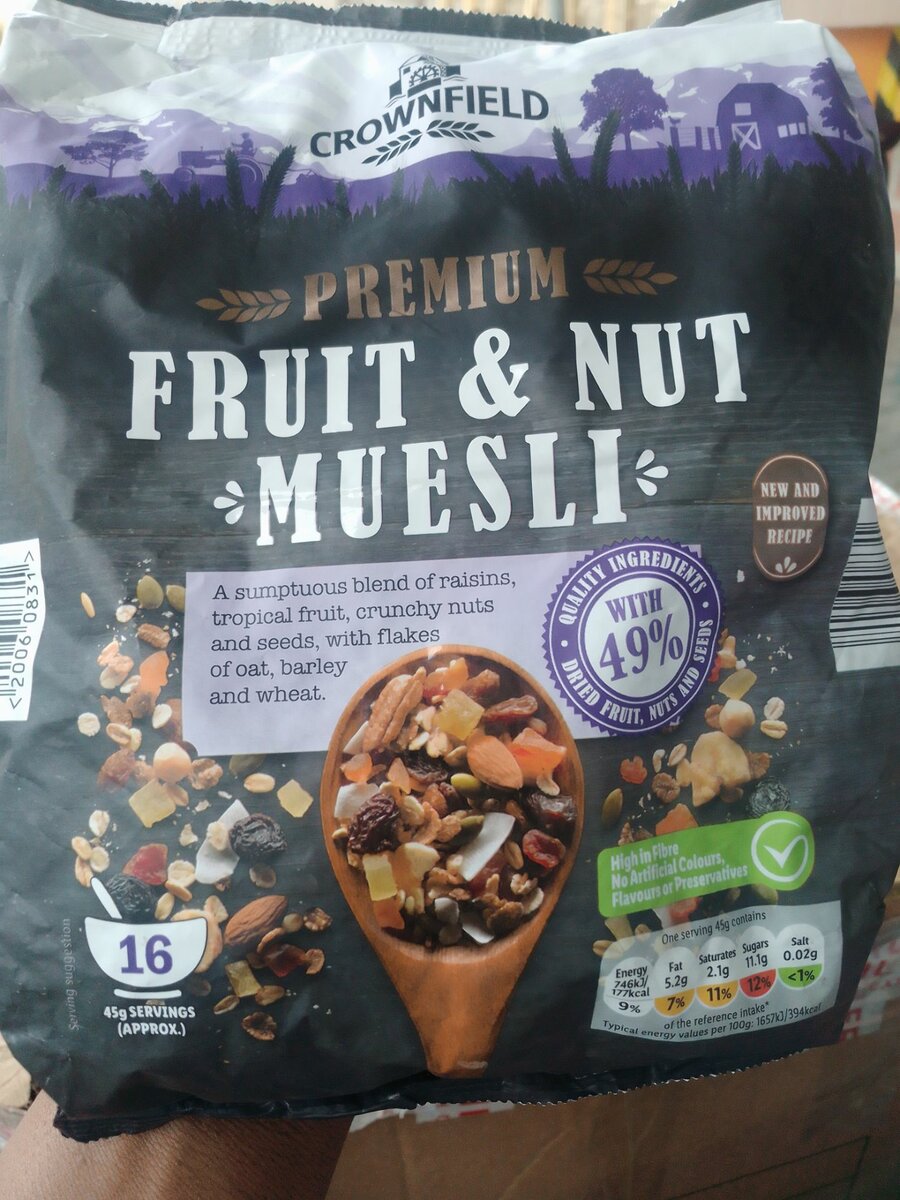 CROWNFIELD
PREMIUM
FRUIT & NUT
MUESLI
NEW AND
IMPROVED
RECIPE
A sumptuous blend of raisins,
tropical fruit, crunchy nuts
and seeds, with flakes
of oat, barley
and wheat.
QUALITY INGREDIENTS
WITH
49%
DRIED FRUIT, NUTS AND SEEDS
<20060831>
High in Fibre
No Artificial Colours,
Flavours or Preservatives
16
45g SERVINGS
(APPROX.)
Serving suggestion
One serving 45g contains
Energy
746kJ/
177kcal
9%
Fat
5.2g
7%
Saturates
2.1g
11%
Sugars
11.1g
12%
Salt
0.02g
<1%
of the reference intake*
Typical energy values per 100g: 1657kJ/394kcal